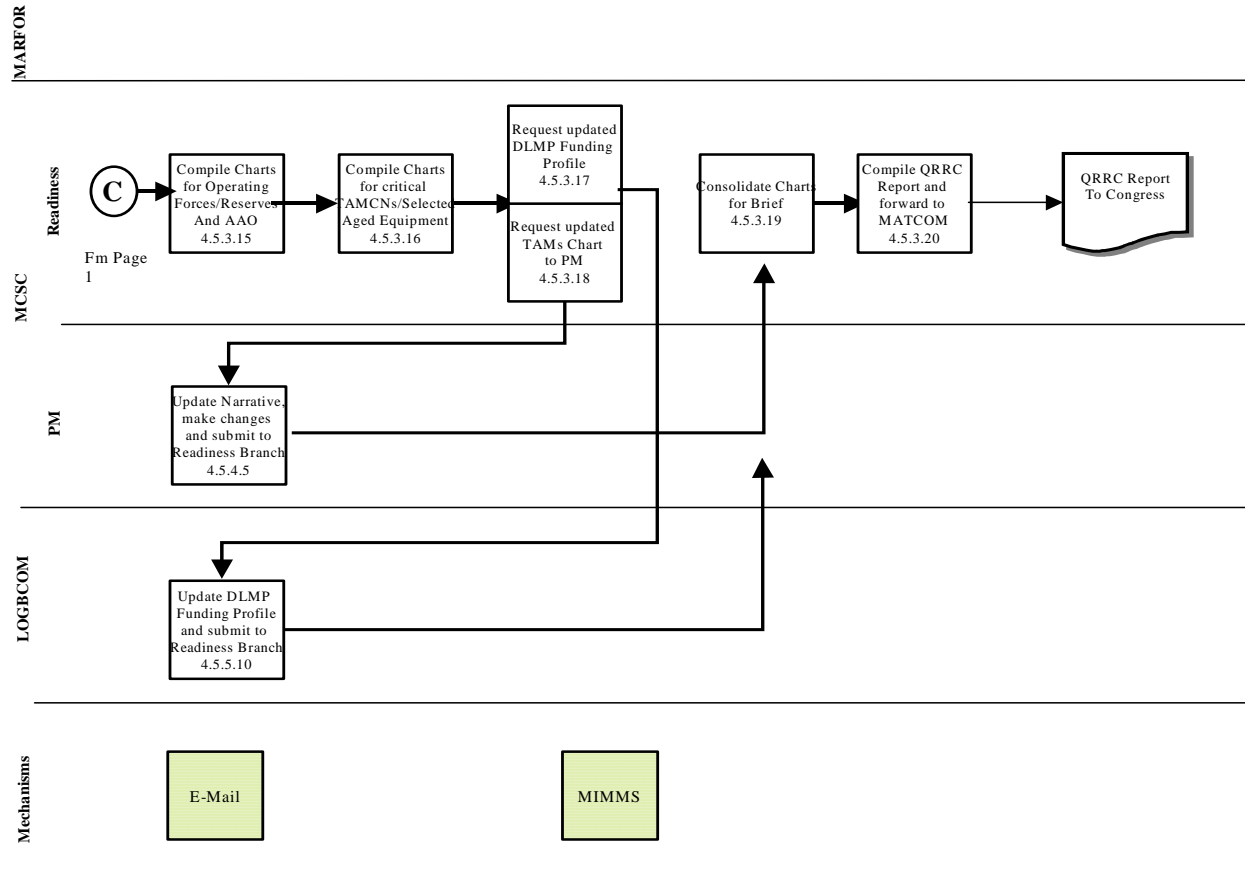 MARFOR
MCSC
Readiness
C
Fm Page
1
Compile Charts
for Operating
Forces/Reserves
And AAO
4.5.3.15
Compile Charts
for critical
TAMCNs/Selected
Aged Equipment
4.5.3.16
Request updated
DLMP Funding
Profile
4.5.3.17
Request updated
TAMs Chart
to PM
4.5.3.18
Consolidate Charts
for Brief
4.5.3.19
Compile QRRC
Report and
forward to
MATCOM
4.5.3.20
QRRC Report
To Congress
PM
Update Narrative,
make changes
and submit to
Readiness Branch
4.5.4.5
LOGBCOM
Update DLMP
Funding Profile
and submit to
Readiness Branch
4.5.5.10
Mechanisms
E-Mail
MIMMS